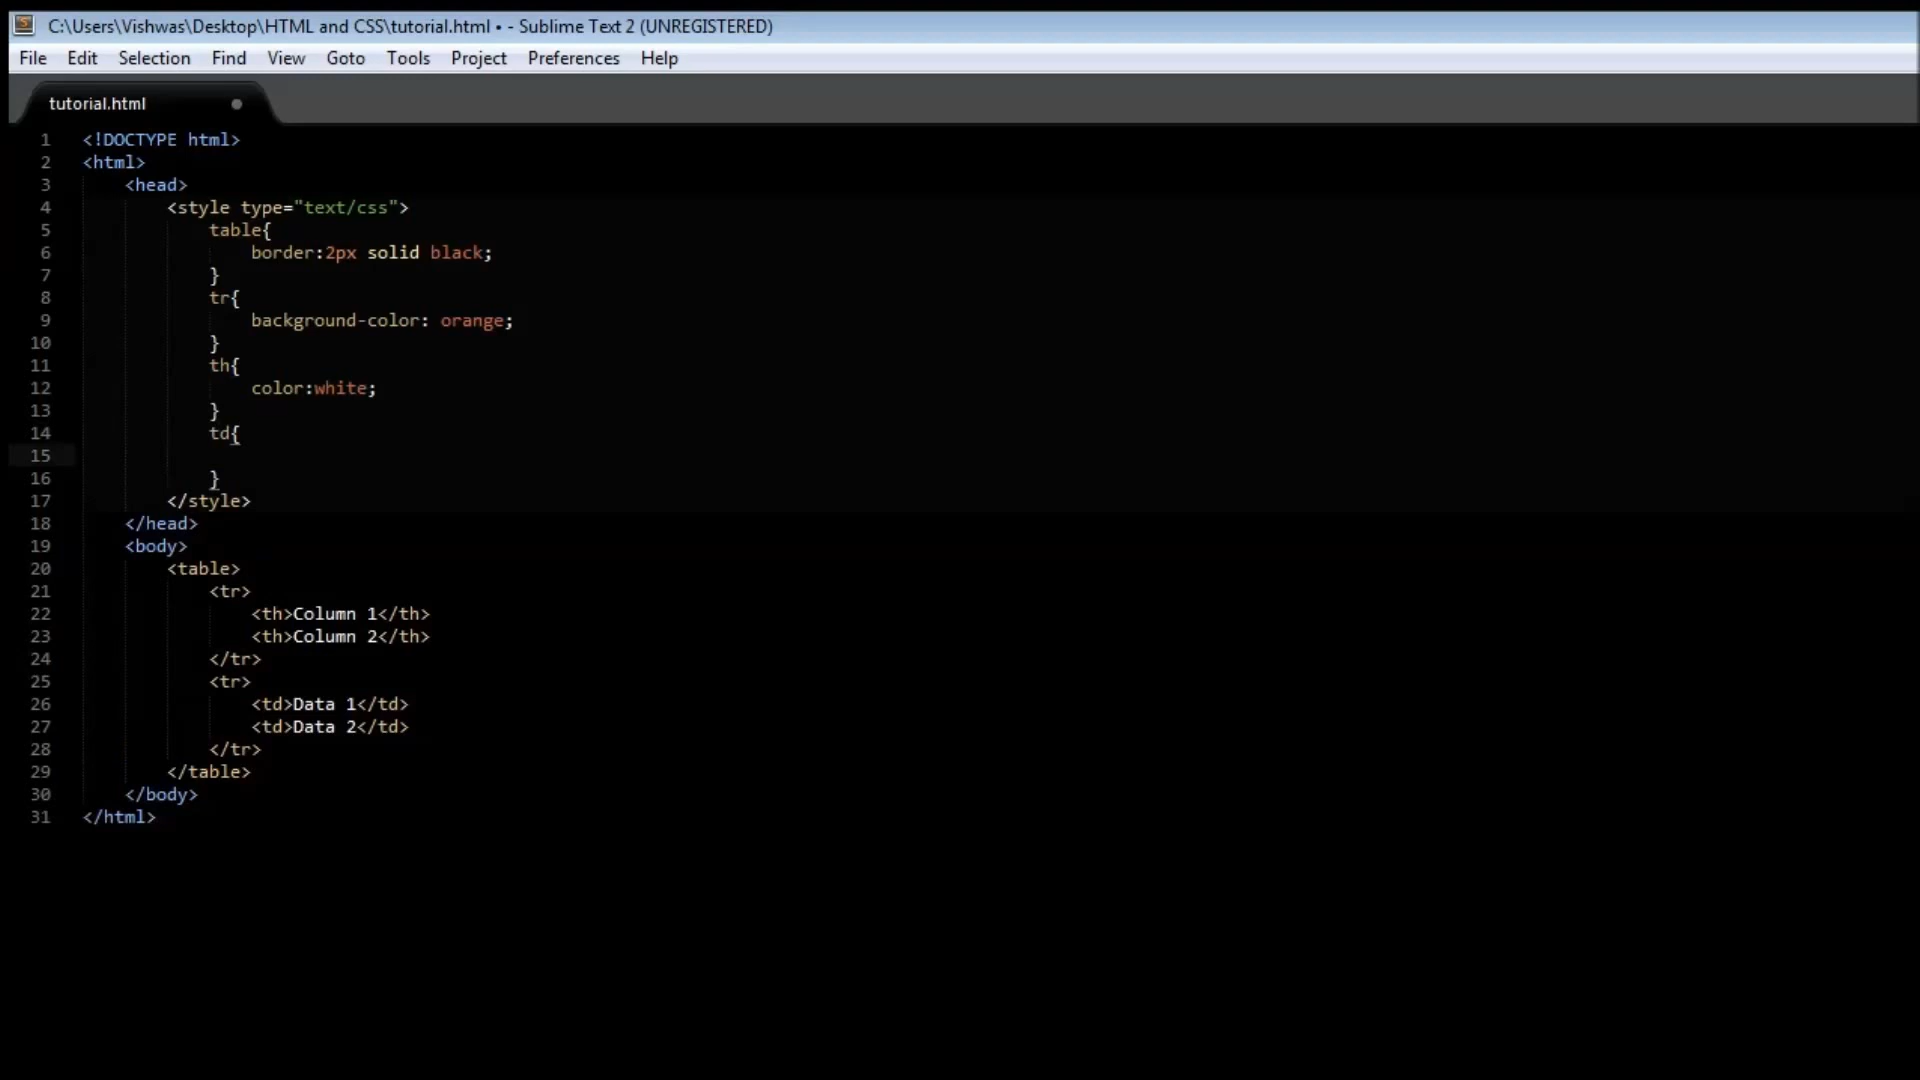 C:\Users\Vishwas\Desktop\HTML and CSS\tutorial.html • - Sublime Text 2 (UNREGISTERED)
File Edit Selection Find View Goto Tools Project Preferences Help
tutorial.html
1 <!DOCTYPE html>
2 <html>
3 <head>
4 <style type="text/css">
5 table{
6 border:2px solid black;
7 }
8 tr{
9 background-color: orange;
10 }
11 th{
12 color:white;
13 }
14 td{
15
16 }
17 </style>
18 </head>
19 <body>
20 <table>
21 <tr>
22 <th>Column 1</th>
23 <th>Column 2</th>
24 </tr>
25 <tr>
26 <td>Data 1</td>
27 <td>Data 2</td>
28 </tr>
29 </table>
30 </body>
31 </html>